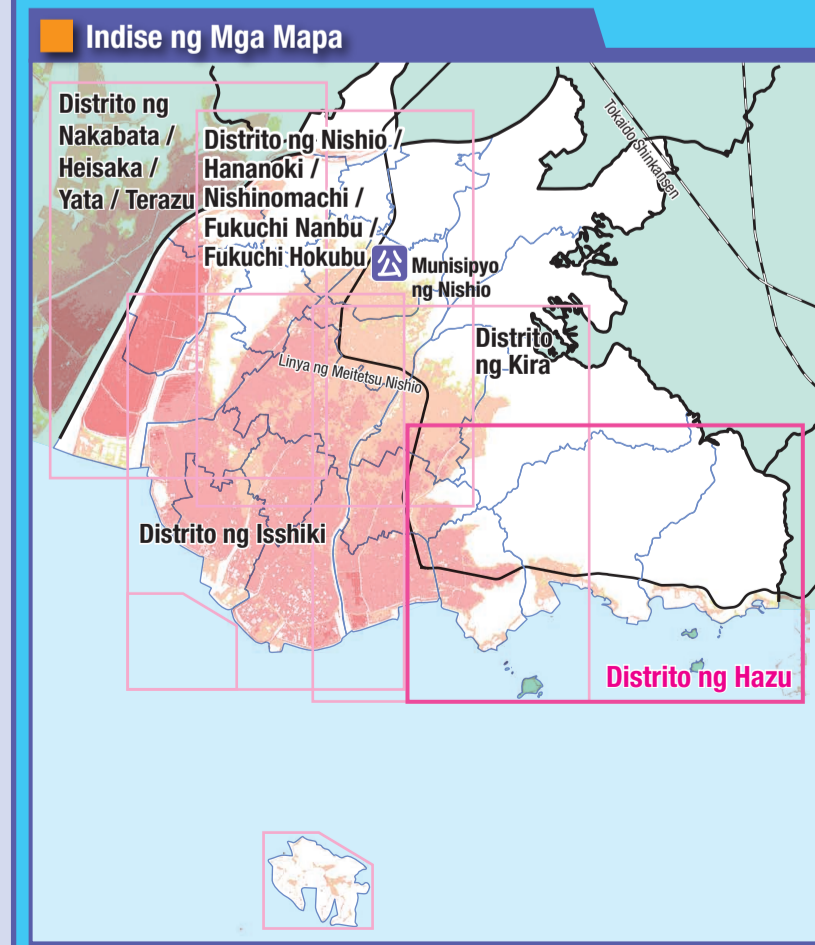 Indise ng Mga Mapa
Distrito ng
Nakabata /
Heisaka /
Yata / Terazu
Distrito ng Nishio /
Hananoki /
Nishinomachi /
Fukuchi Nanbu /
Fukuchi Hokubu
公
Munisipyo
ng Nishio
Tokaido Shinkansen
Distrito
ng Kira
Linya ng Meitetsu Nishio
Distrito ng Isshiki
Distrito ng Hazu